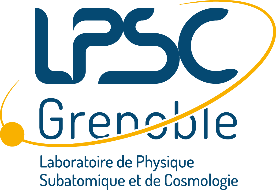 LPSC
Grenoble
Laboratoire de Physique
Subatomique et de Cosmologie